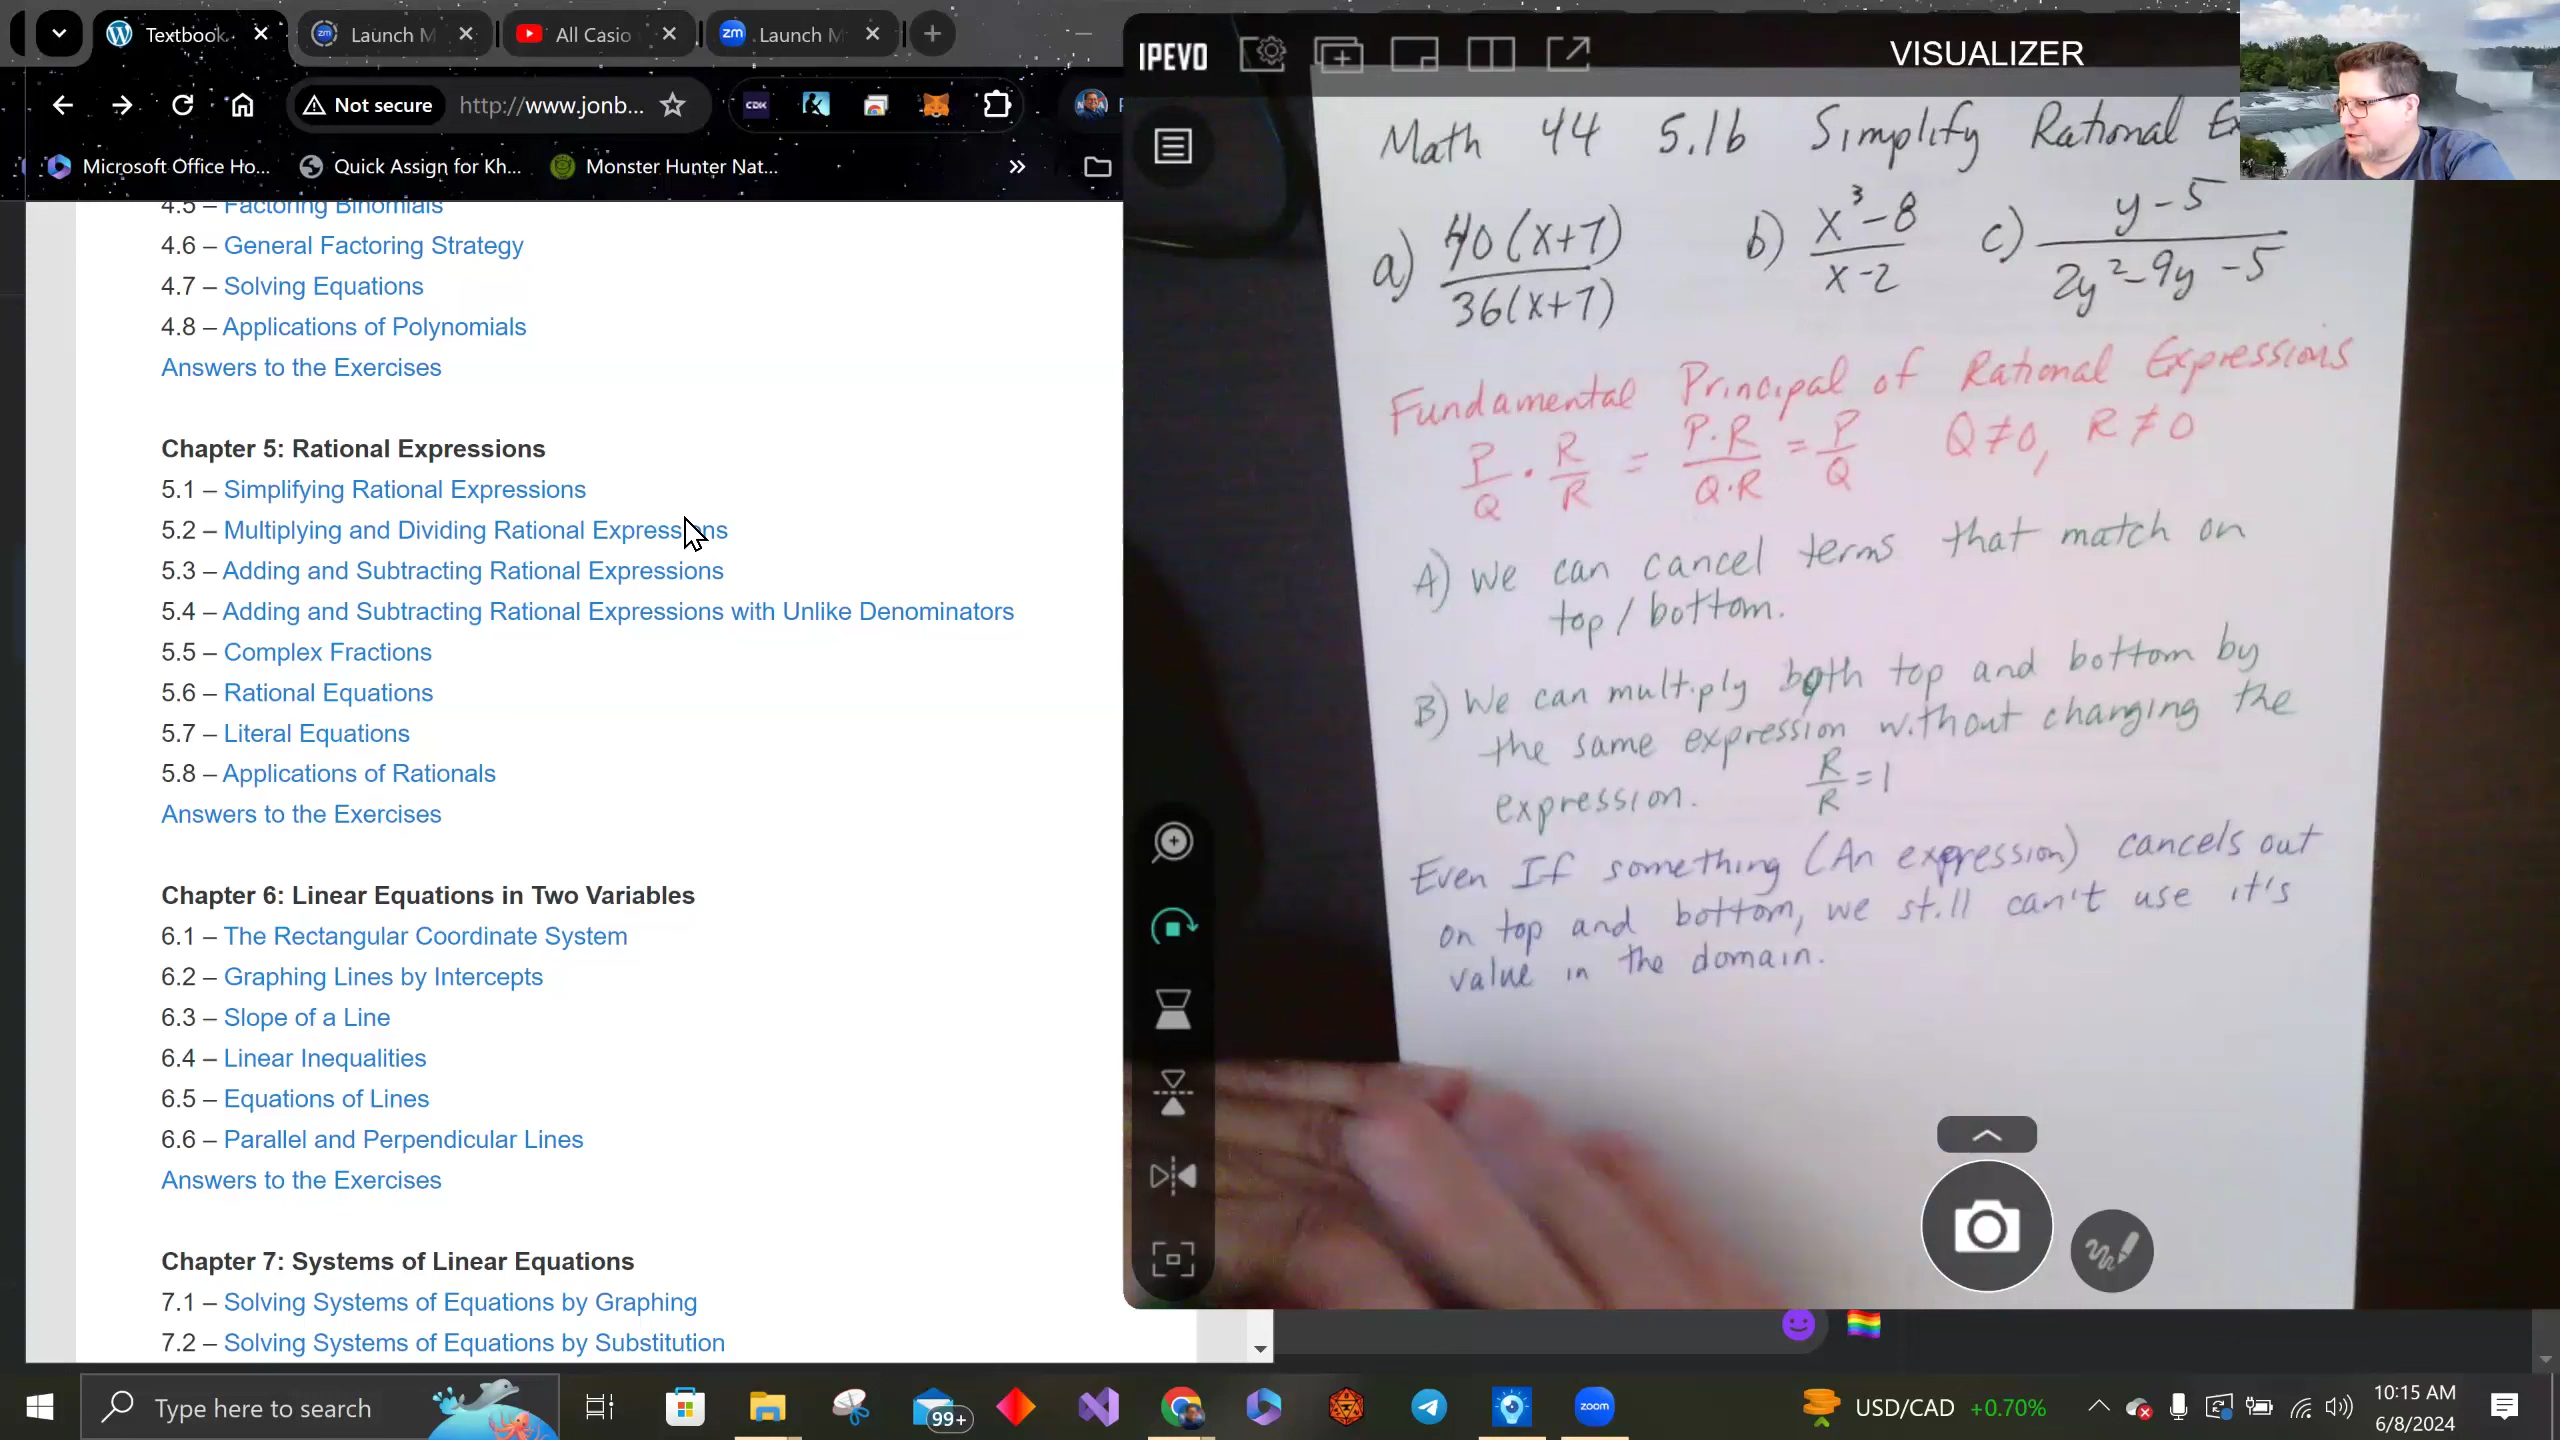 Textbook
Launch M
All Casio
Launch M
Not secure
http://www.jonb...
Microsoft Office Ho...
Quick Assign for Kh...
Monster Hunter Nat...
4.5 – Factoring Binomials
4.6 – General Factoring Strategy
4.7 – Solving Equations
4.8 – Applications of Polynomials
Answers to the Exercises
Chapter 5: Rational Expressions
5.1 – Simplifying Rational Expressions
5.2 – Multiplying and Dividing Rational Expressions
5.3 – Adding and Subtracting Rational Expressions
5.4 – Adding and Subtracting Rational Expressions with Unlike Denominators
5.5 – Complex Fractions
5.6 – Rational Equations
5.7 – Literal Equations
5.8 – Applications of Rationals
Answers to the Exercises
Chapter 6: Linear Equations in Two Variables
6.1 – The Rectangular Coordinate System
6.2 – Graphing Lines by Intercepts
6.3 – Slope of a Line
6.4 – Linear Inequalities
6.5 – Equations of Lines
6.6 – Parallel and Perpendicular Lines
Answers to the Exercises
Chapter 7: Systems of Linear Equations
7.1 – Solving Systems of Equations by Graphing
7.2 – Solving Systems of Equations by Substitution
IPEVO
VISUALIZER
Math 44 5.1b Simplify Rational
a) 40(x+7)/36(x+7) b) x³-8/x-2 c) y-5/2y²-9y-5
Fundamental Principal of Rational Expressions
P/Q · R/R = P·R/Q·R = P/Q Q≠0, R≠0
A) We can cancel terms that match on
top/bottom.
B) We can multiply both top and bottom by
the same expression without changing the
expression. R/R = 1
Even If something (An expression) cancels out
on top and bottom, we still can't use it's
value in the domain.
Type here to search
99+
zoom
USD/CAD +0.70%
10:15 AM
6/8/2024